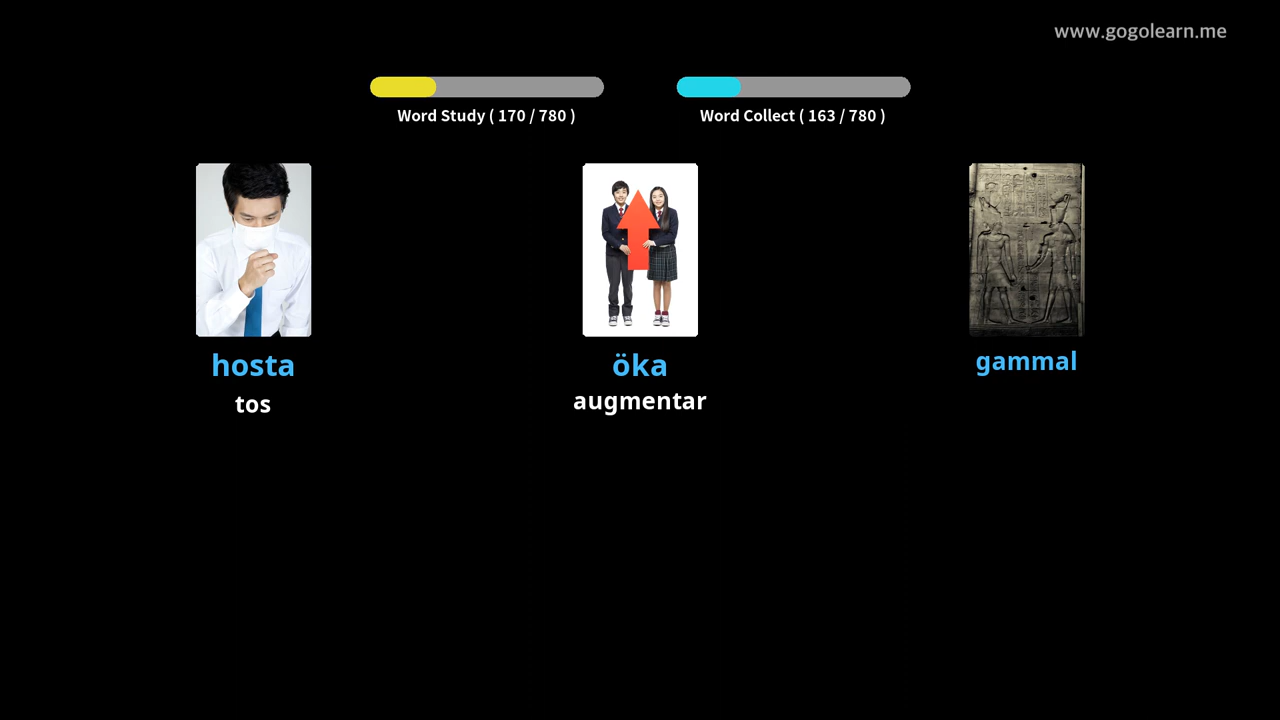 www.gogolearn.me
Word Study ( 170 / 780 )
Word Collect ( 163 / 780 )
hosta
tos
öka
augmentar
gammal